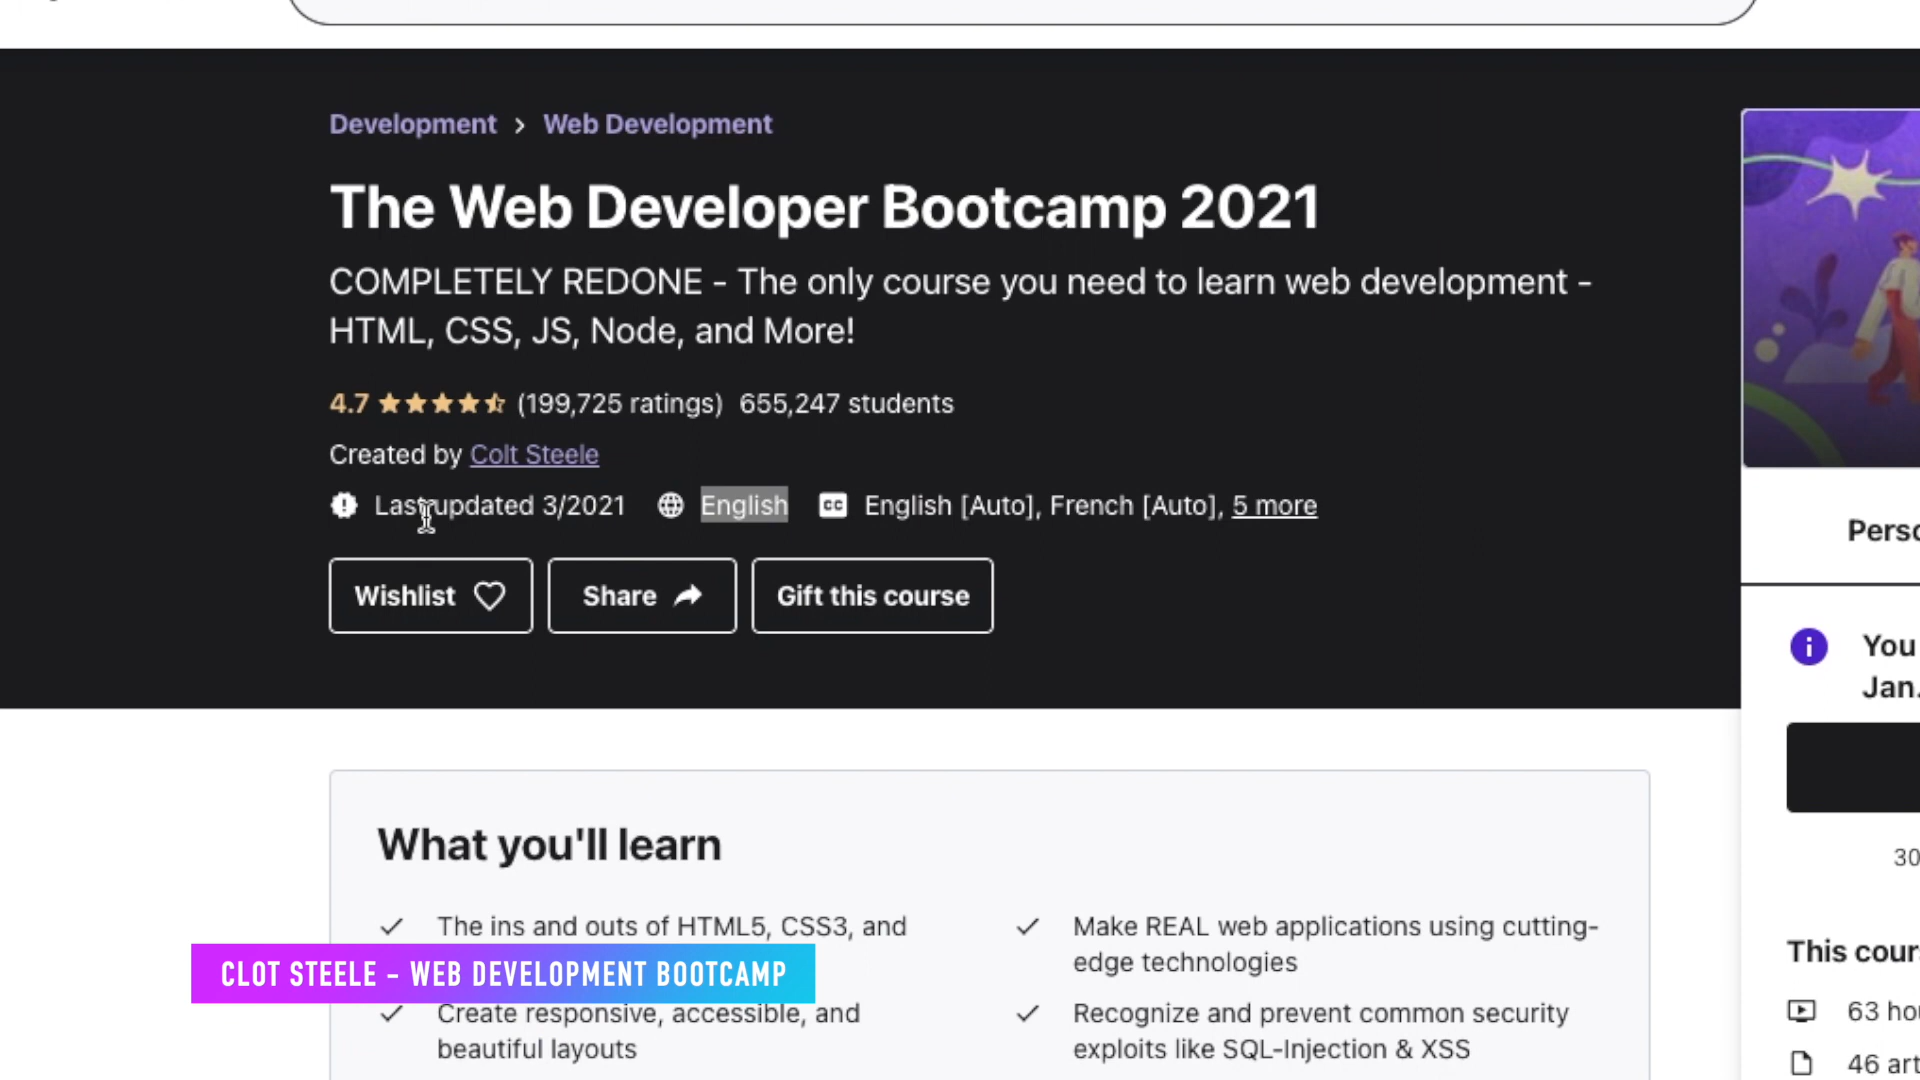 Development > Web Development
The Web Developer Bootcamp 2021
COMPLETELY REDONE - The only course you need to learn web development -
HTML, CSS, JS, Node, and More!
4.7 (199,725 ratings) 655,247 students
Created by Colt Steele
Last updated 3/2021 English CC English [Auto], French [Auto], 5 more
Wishlist Share Gift this course
Perso
You
Jan.
30
What you'll learn
The ins and outs of HTML5, CSS3, and
Make REAL web applications using cutting-
edge technologies
CLOT STEELE - WEB DEVELOPMENT BOOTCAMP
Create responsive, accessible, and
beautiful layouts
Recognize and prevent common security
exploits like SQL-Injection & XSS
This cour
63 hou
46 art